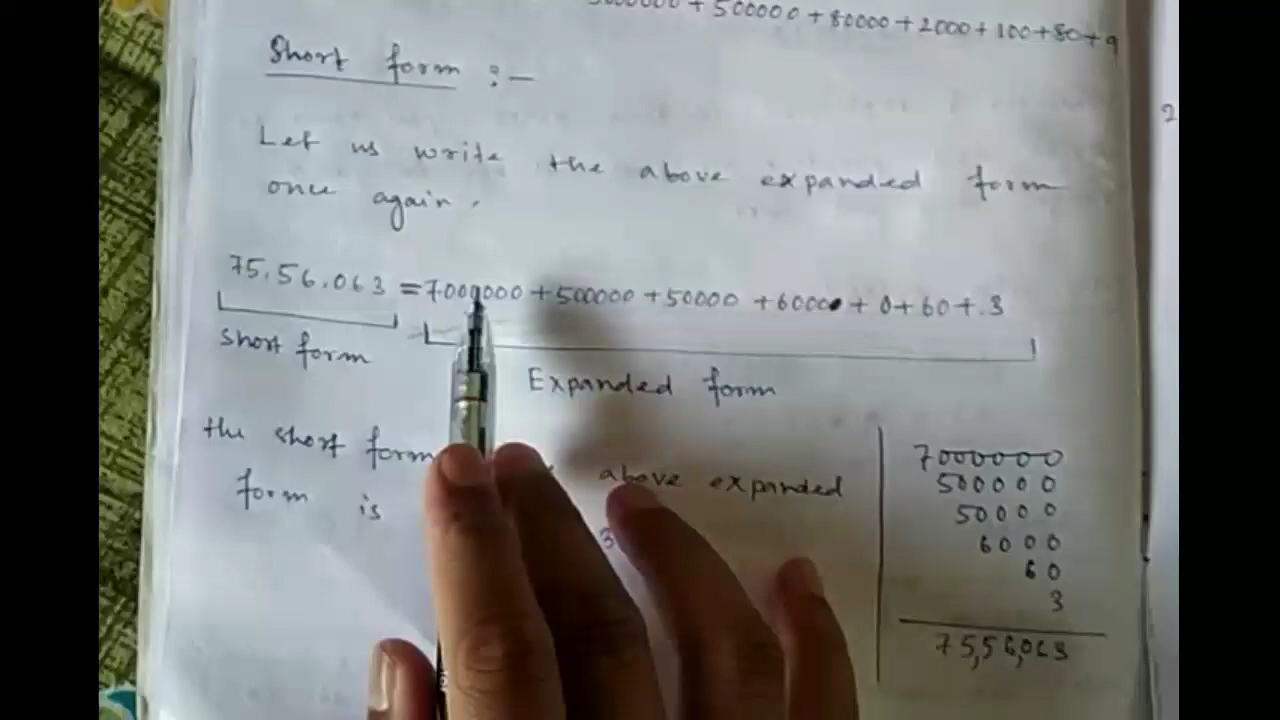 + 500000 + 80000 + 2000 + 100 + 80 + 9
Short form :-
Let us write the above expanded form
once again.
75,56,063 = 7000000 + 500000 + 50000 + 6000 + 0 + 60 + 3
Short form
Expanded form
the short form above expanded
form is
3
7000000
500000
50000
6000
60
3
75,56,063
2